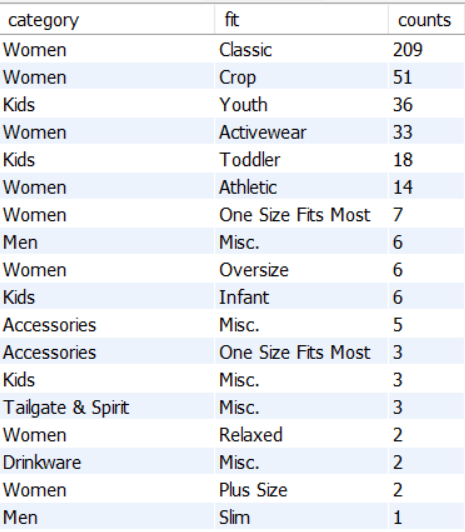 category fit counts
Women Classic 209
Women Crop 51
Kids Youth 36
Women Activewear 33
Kids Toddler 18
Women Athletic 14
Women One Size Fits Most 7
Men Misc. 6
Women Oversize 6
Kids Infant 6
Accessories Misc. 5
Accessories One Size Fits Most 3
Kids Misc. 3
Tailgate & Spirit Misc. 3
Women Relaxed 2
Drinkware Misc. 2
Women Plus Size 2
Men Slim 1